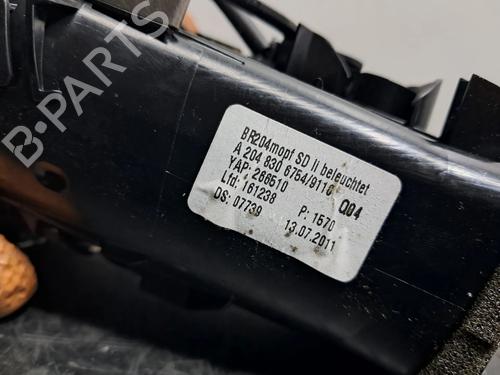 BR204mopf SD II beleuchtet
A 204 830 6754/9116 Q04
YAP: 266510
Lfd: 161238 P: 1570
DS: 07739 13.07.2011
B-PARTS